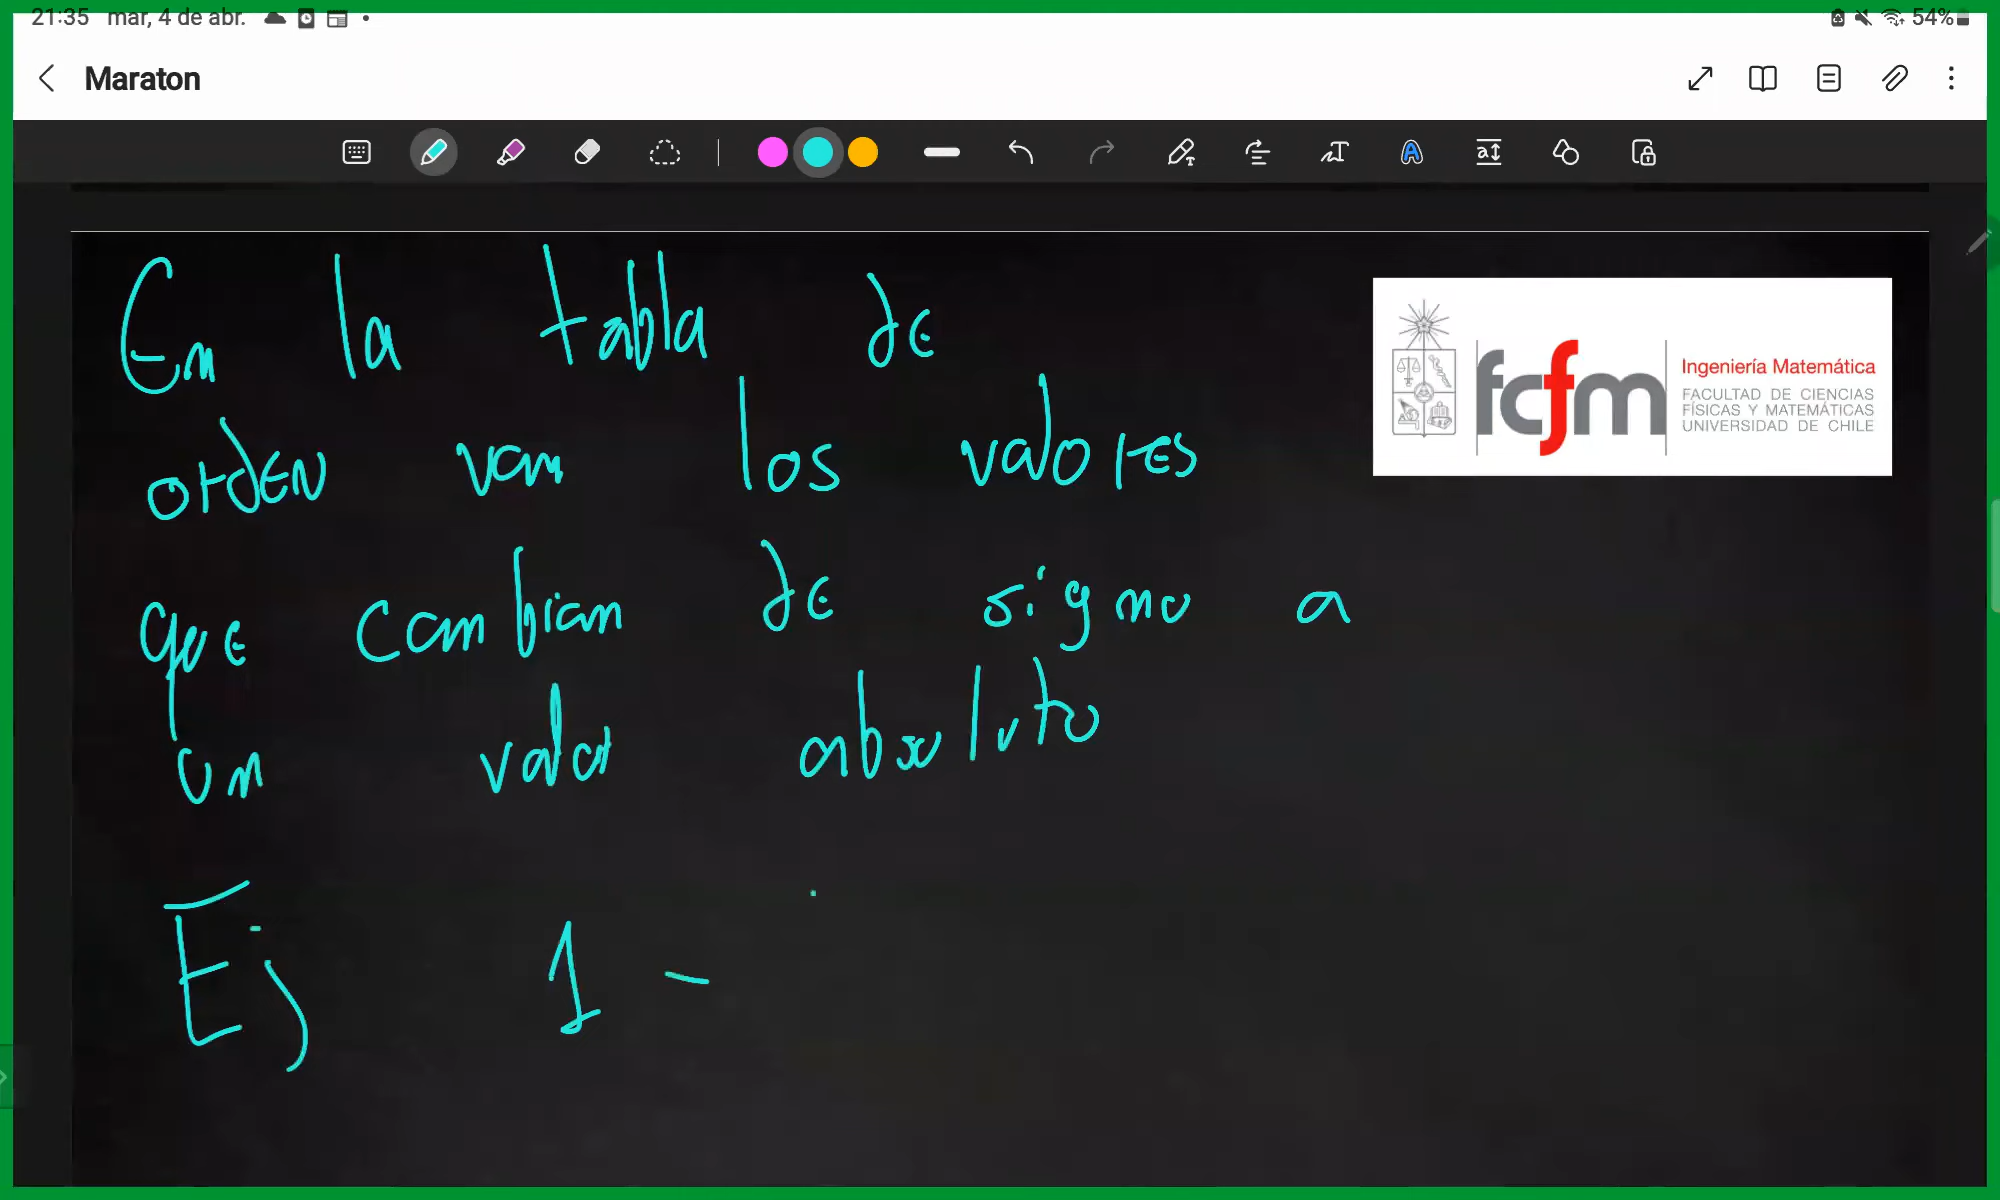 21:35 mar, 4 de abr. 54%
Maraton
En la tabla de
orden van los valores
que cambian de signo a
un valor absoluto
Ej 1 -
fcfm
Ingeniería Matemática
FACULTAD DE CIENCIAS
FÍSICAS Y MATEMÁTICAS
UNIVERSIDAD DE CHILE